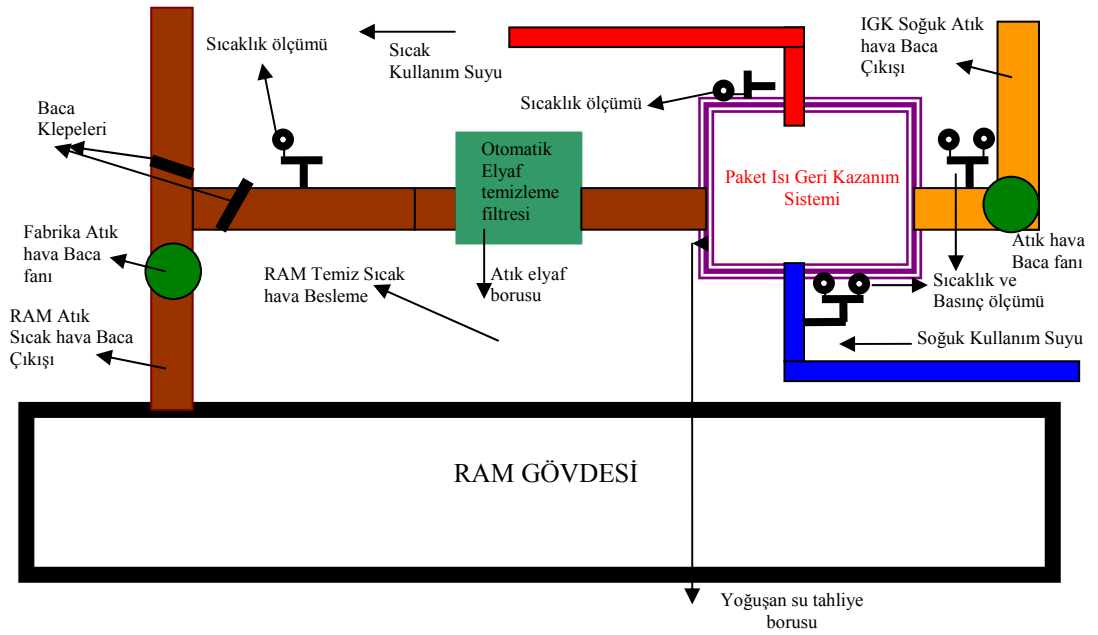 Sıcaklık ölçümü
Sıcak
Kullanım Suyu
IGK Soğuk Atık
hava Baca
Çıkışı
Baca
Klepeleri
Sıcaklık ölçümü
Otomatik
Elyaf
temizleme
filtresi
Paket Isı Geri Kazanım
Sistemi
Fabrika Atık
hava Baca
fanı
RAM Temiz Sıcak
hava Besleme
Atık elyaf
borusu
Atık hava
Baca fanı
Sıcaklık ve
Basınç ölçümü
RAM Atık
Sıcak hava Baca
Çıkışı
Soğuk Kullanım Suyu
RAM GÖVDESİ
Yoğuşan su tahliye
borusu